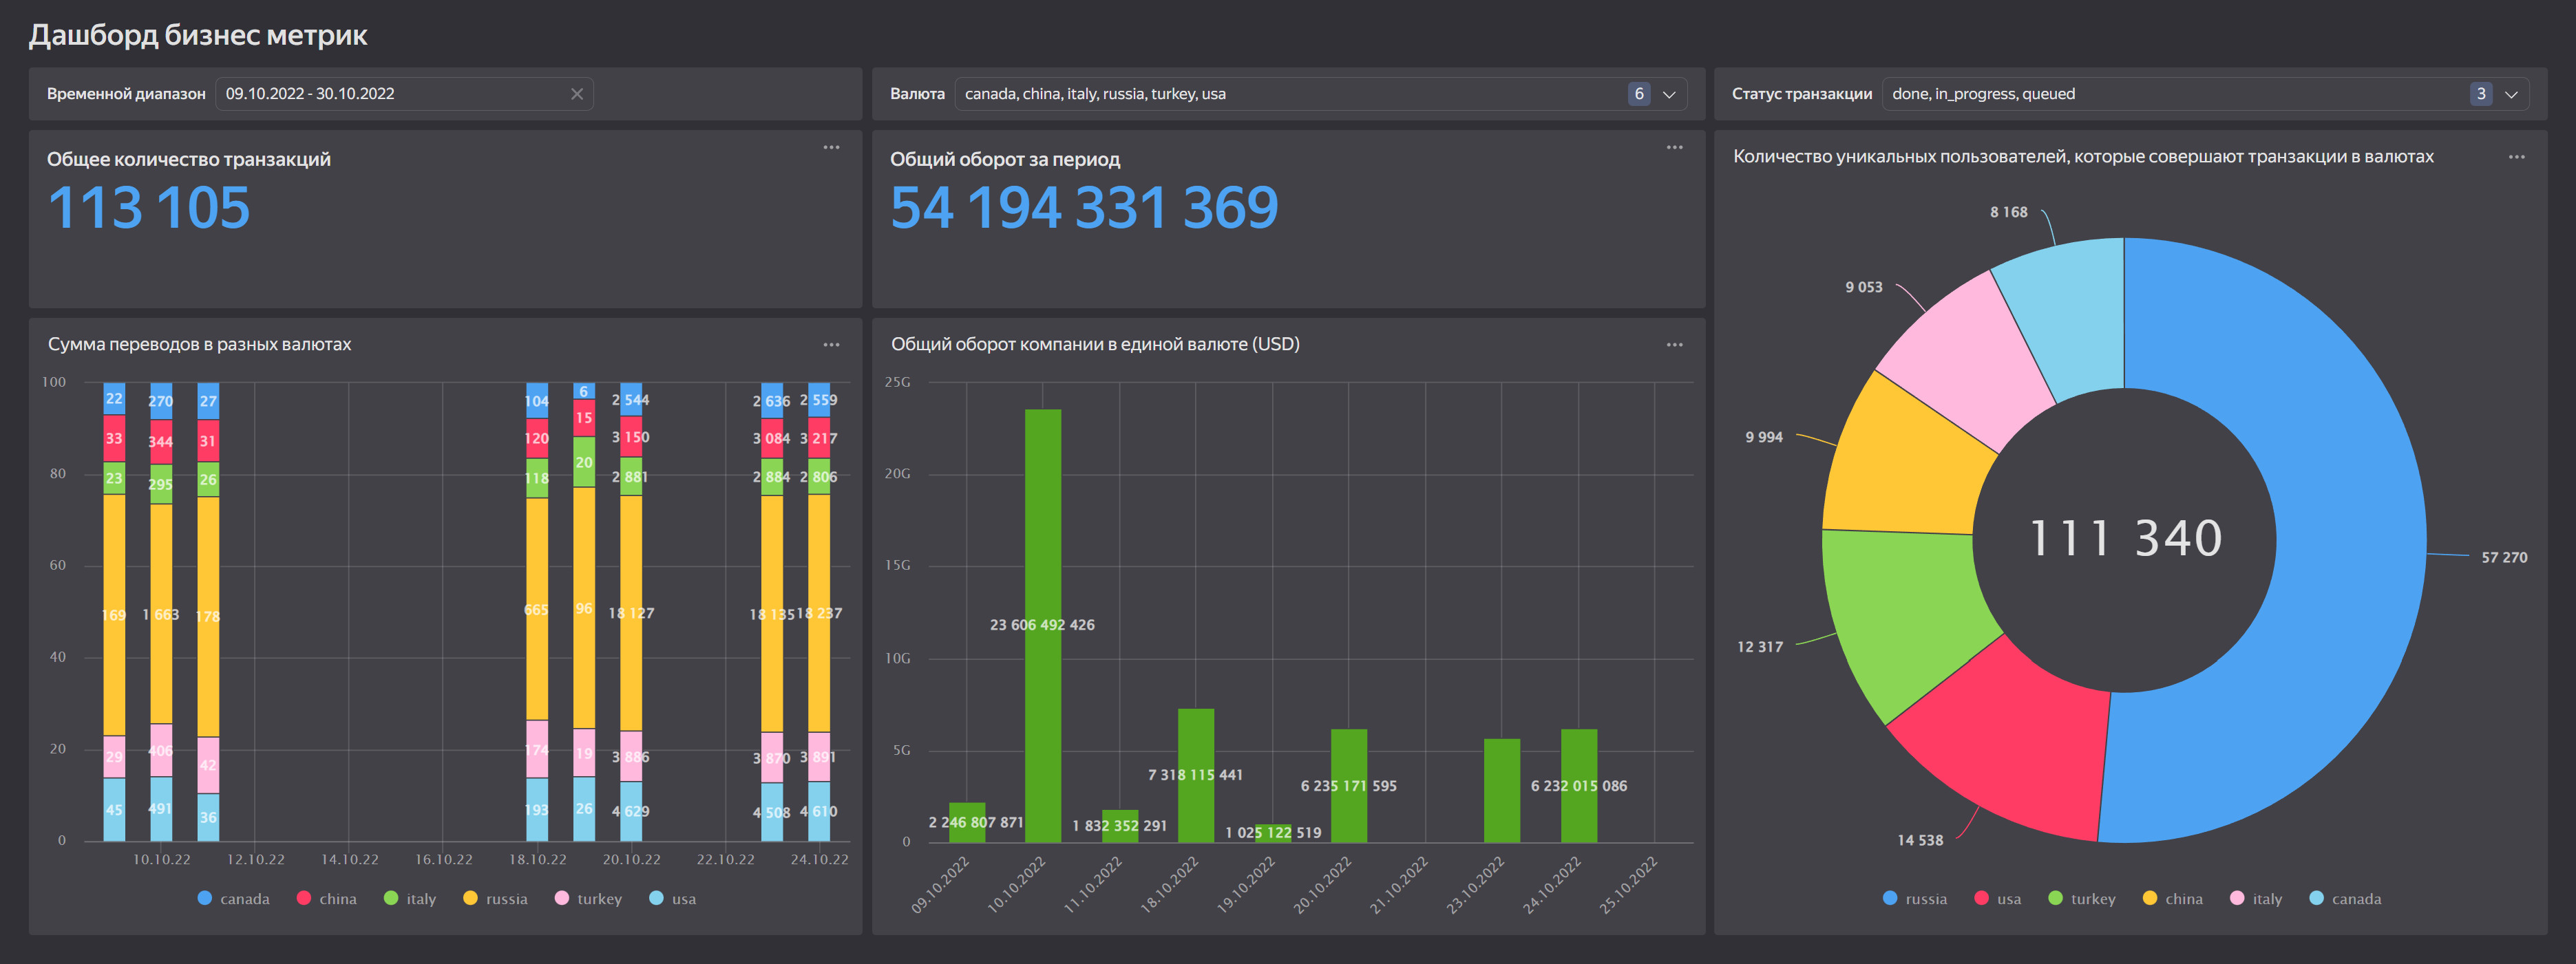 Дашборд бизнес метрик
Временной диапазон 09.10.2022 - 30.10.2022
Валюта canada, china, italy, russia, turkey, usa 6
Статус транзакции done, in_progress, queued 3
Общее количество транзакций
113 105
Общий оборот за период
54 194 331 369
Сумма переводов в разных валютах
100
80
60
40
20
0
22
33
23
169
29
45
270
344
295
1 663
406
491
27
31
26
178
42
36
104
120
118
665
174
193
6
15
20
96
19
26
2 544
3 150
2 881
18 127
3 886
4 629
2 636
3 084
2 884
18 135
3 870
4 508
2 559
3 217
2 806
18 237
3 891
4 610
10.10.22 12.10.22 14.10.22 16.10.22 18.10.22 20.10.22 22.10.22 24.10.22
canada china italy russia turkey usa
Общий оборот компании в единой валюте (USD)
25G
20G
15G
10G
5G
0
2 246 807 871
23 606 492 426
1 832 352 291
7 318 115 441
1 025 122 519
6 235 171 595
6 232 015 086
09.10.2022
10.10.2022
11.10.2022
18.10.2022
19.10.2022
20.10.2022
21.10.2022
23.10.2022
24.10.2022
25.10.2022
Количество уникальных пользователей, которые совершают транзакции в валютах
8 168
9 053
9 994
12 317
14 538
57 270
111 340
russia usa turkey china italy canada